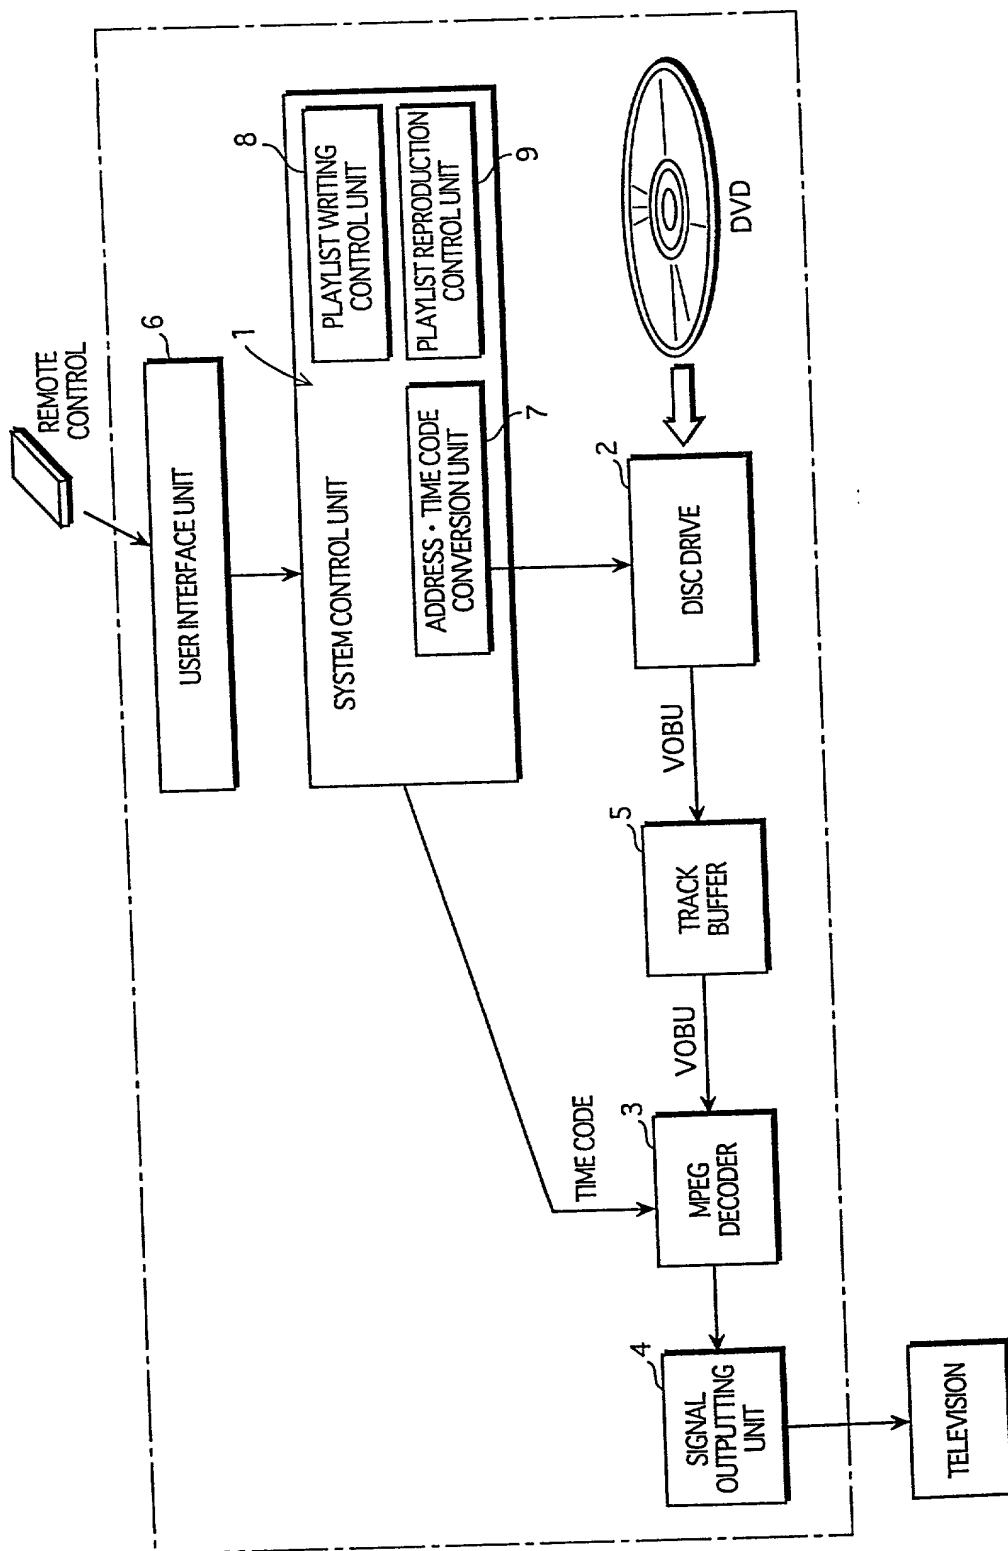 REMOTE
CONTROL
6
USER INTERFACE UNIT
1
SYSTEM CONTROL UNIT
8
PLAYLIST WRITING
CONTROL UNIT
PLAYLIST REPRODUCTION
CONTROL UNIT
9
ADDRESS • TIME CODE
CONVERSION UNIT
7
TIME CODE
4
SIGNAL
OUTPUTTING
UNIT
3
MPEG
DECODER
VOBU
5
TRACK
BUFFER
VOBU
2
DISC DRIVE
DVD
TELEVISION